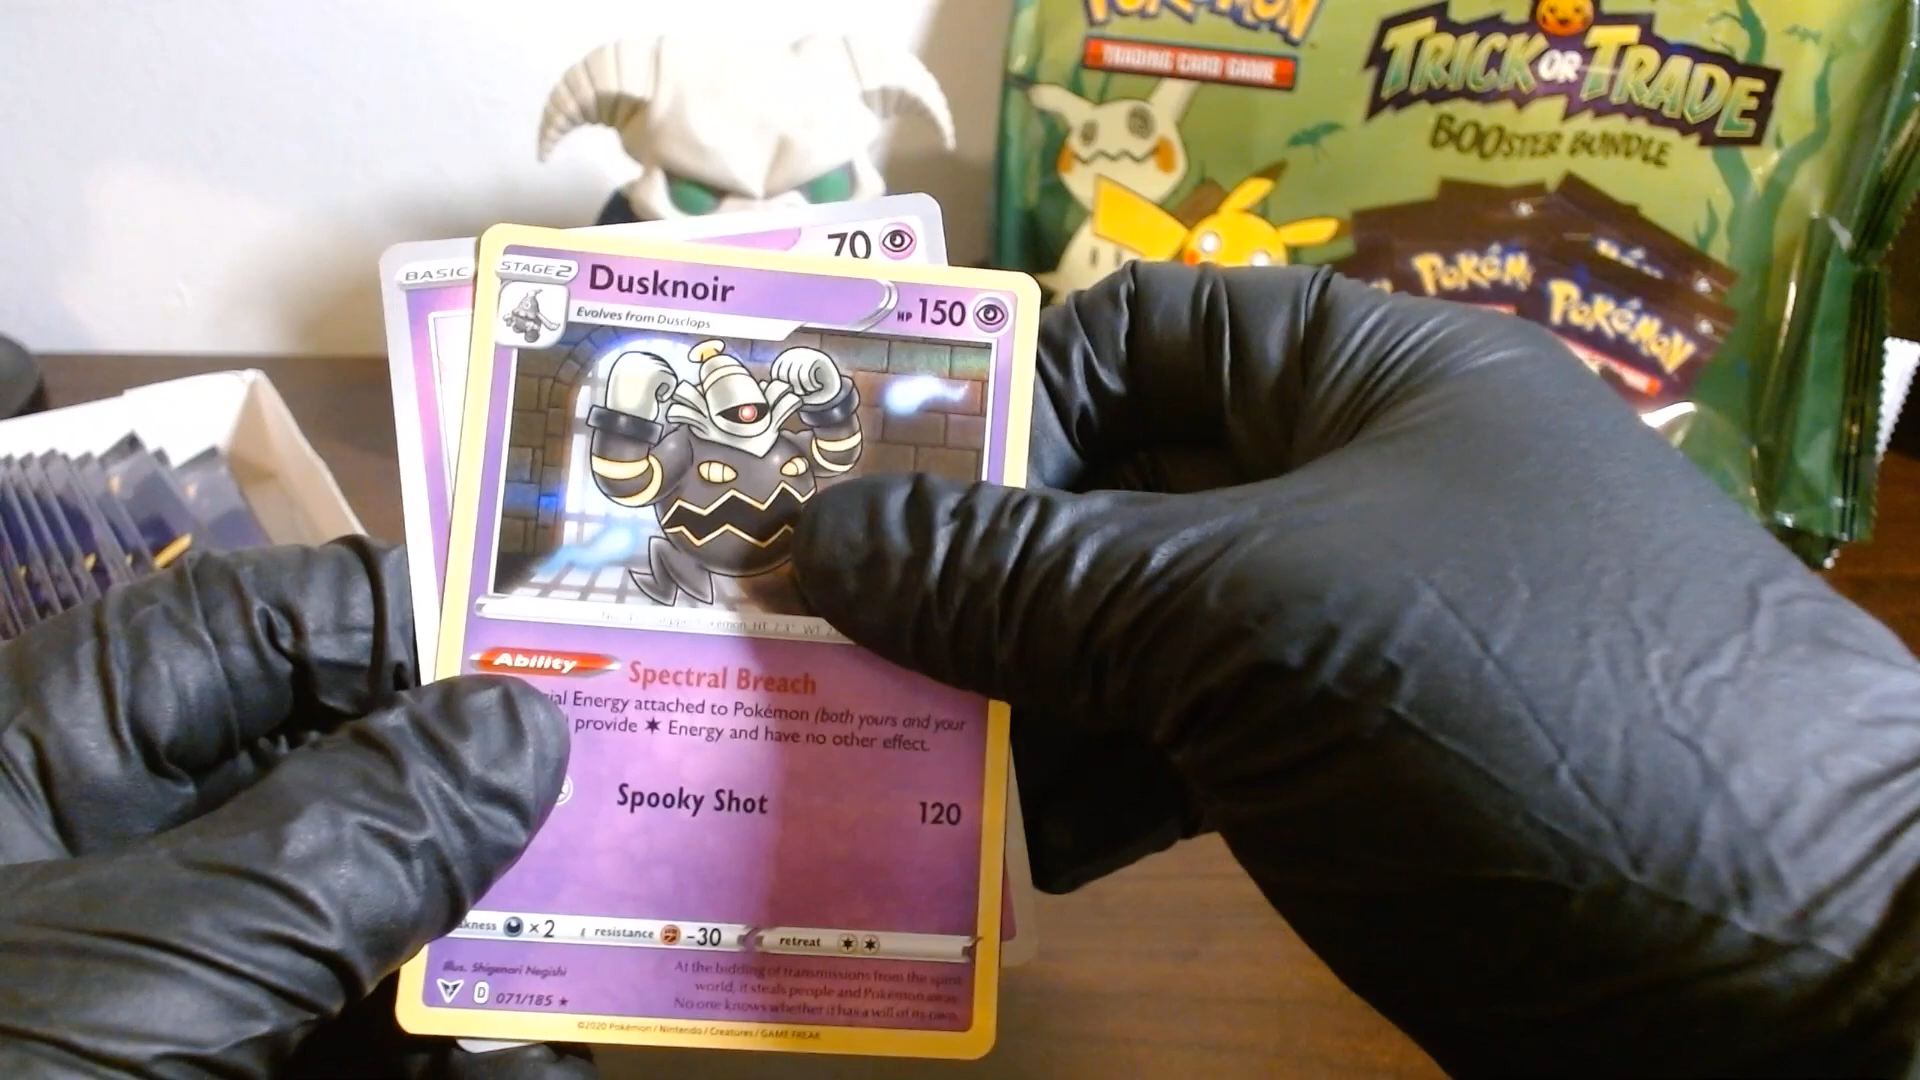 POKÉMON
TRADING CARD GAME
TRICK OR TRADE
BOOSTER BUNDLE
POKÉM
POKÉMON
BASIC
70
STAGE 2
Dusknoir
Evolves from Dusclops
HP 150
Ability
Spectral Breach
Energy attached to Pokémon (both yours and your
provide Energy and have no other effect.
Spooky Shot
120
×2
resistance
-30
retreat
Illus. Shigenori Negishi
D
071/185 ★
At the bidding of transmissions from the spirit
world, it steals people and Pokémon away.
No one knows whether it has a will of its own.
©2020 Pokémon / Nintendo / Creatures / GAME FREAK